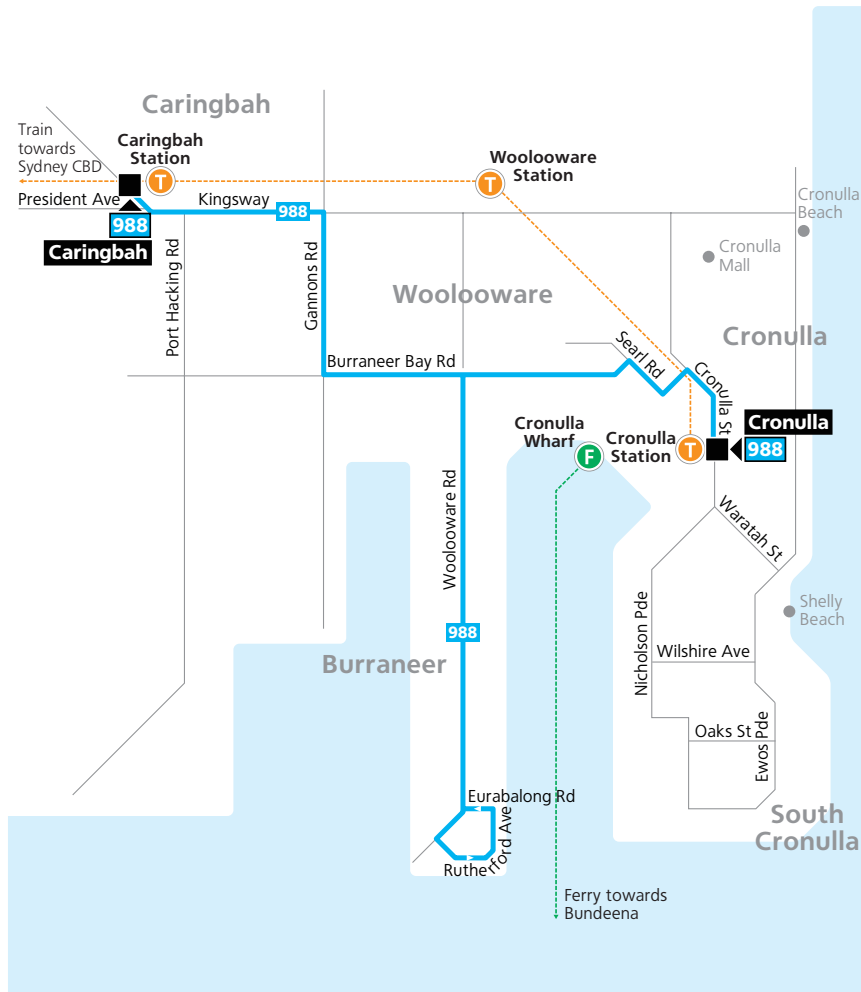 Caringbah
Train
towards
Sydney CBD
Caringbah
Station
T
Woolooware
Station
T
President Ave
Kingsway
988
988
Caringbah
Cronulla
Beach
Cronulla
Mall
Port Hacking Rd
Gannons Rd
Woolooware
Cronulla
Searl Rd
Burraneer Bay Rd
Cronulla St
Cronulla
Wharf
F
Cronulla
Station
T
Cronulla
988
Waratah St
Woolooware Rd
Nicholson Pde
Shelly
Beach
988
Burraneer
Wilshire Ave
Oaks St
Ewos Pde
Eurabalong Rd
Rutherford Ave
South
Cronulla
Ferry towards
Bundeena